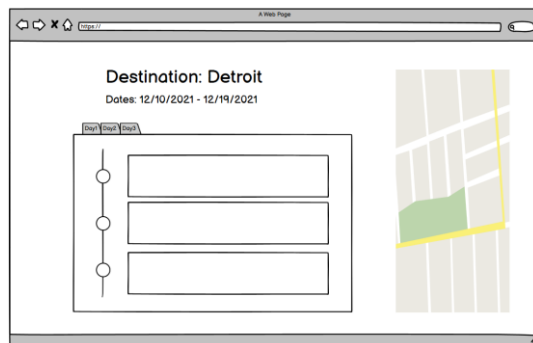 A Web Page
https://
Destination: Detroit
Dates: 12/10/2021 - 12/19/2021
Day1 Day2 Day3